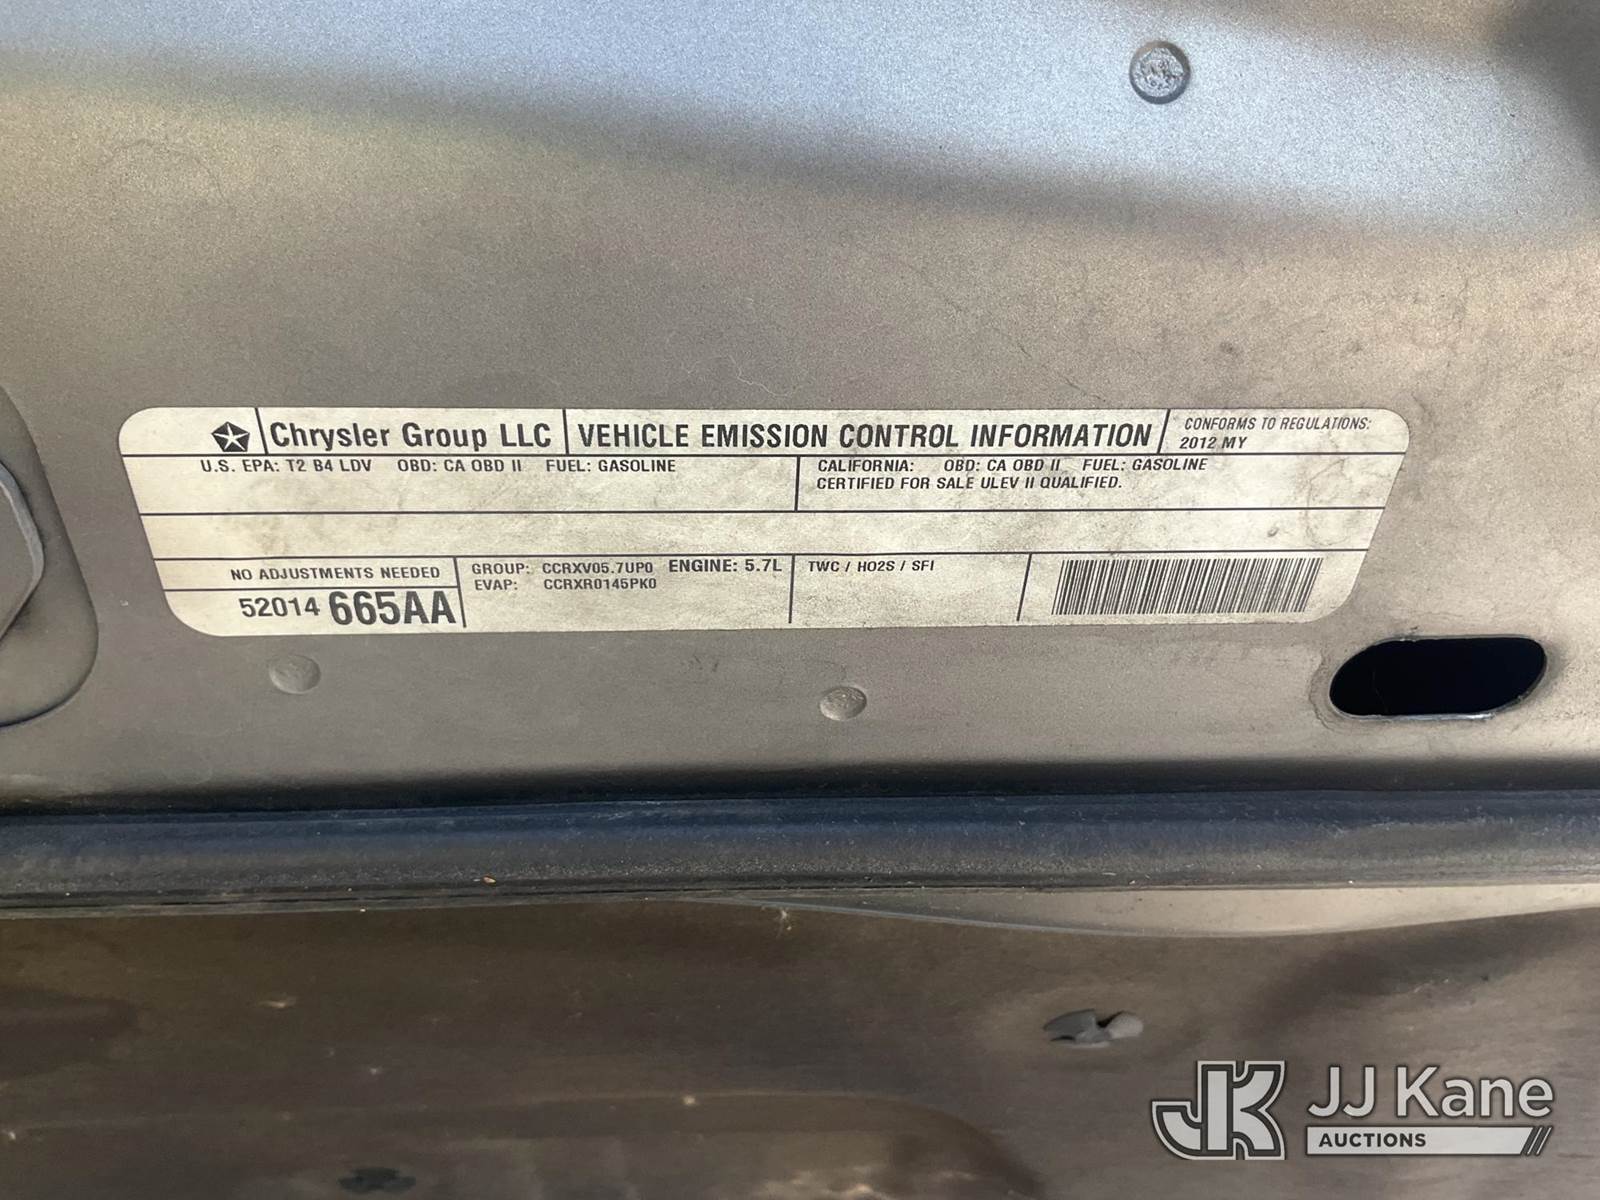 Chrysler Group LLC VEHICLE EMISSION CONTROL INFORMATION CONFORMS TO REGULATIONS:
2012 MY
U.S. EPA: T2 B4 LDV OBD: CA OBD II FUEL: GASOLINE
CALIFORNIA: OBD: CA OBD II FUEL: GASOLINE
CERTIFIED FOR SALE ULEV II QUALIFIED.
NO ADJUSTMENTS NEEDED
52014 665AA
GROUP: CCRXV05.7UP0 ENGINE: 5.7L
EVAP: CCRXR0145PK0
TWC / HO2S / SFI
JK JJ Kane
AUCTIONS